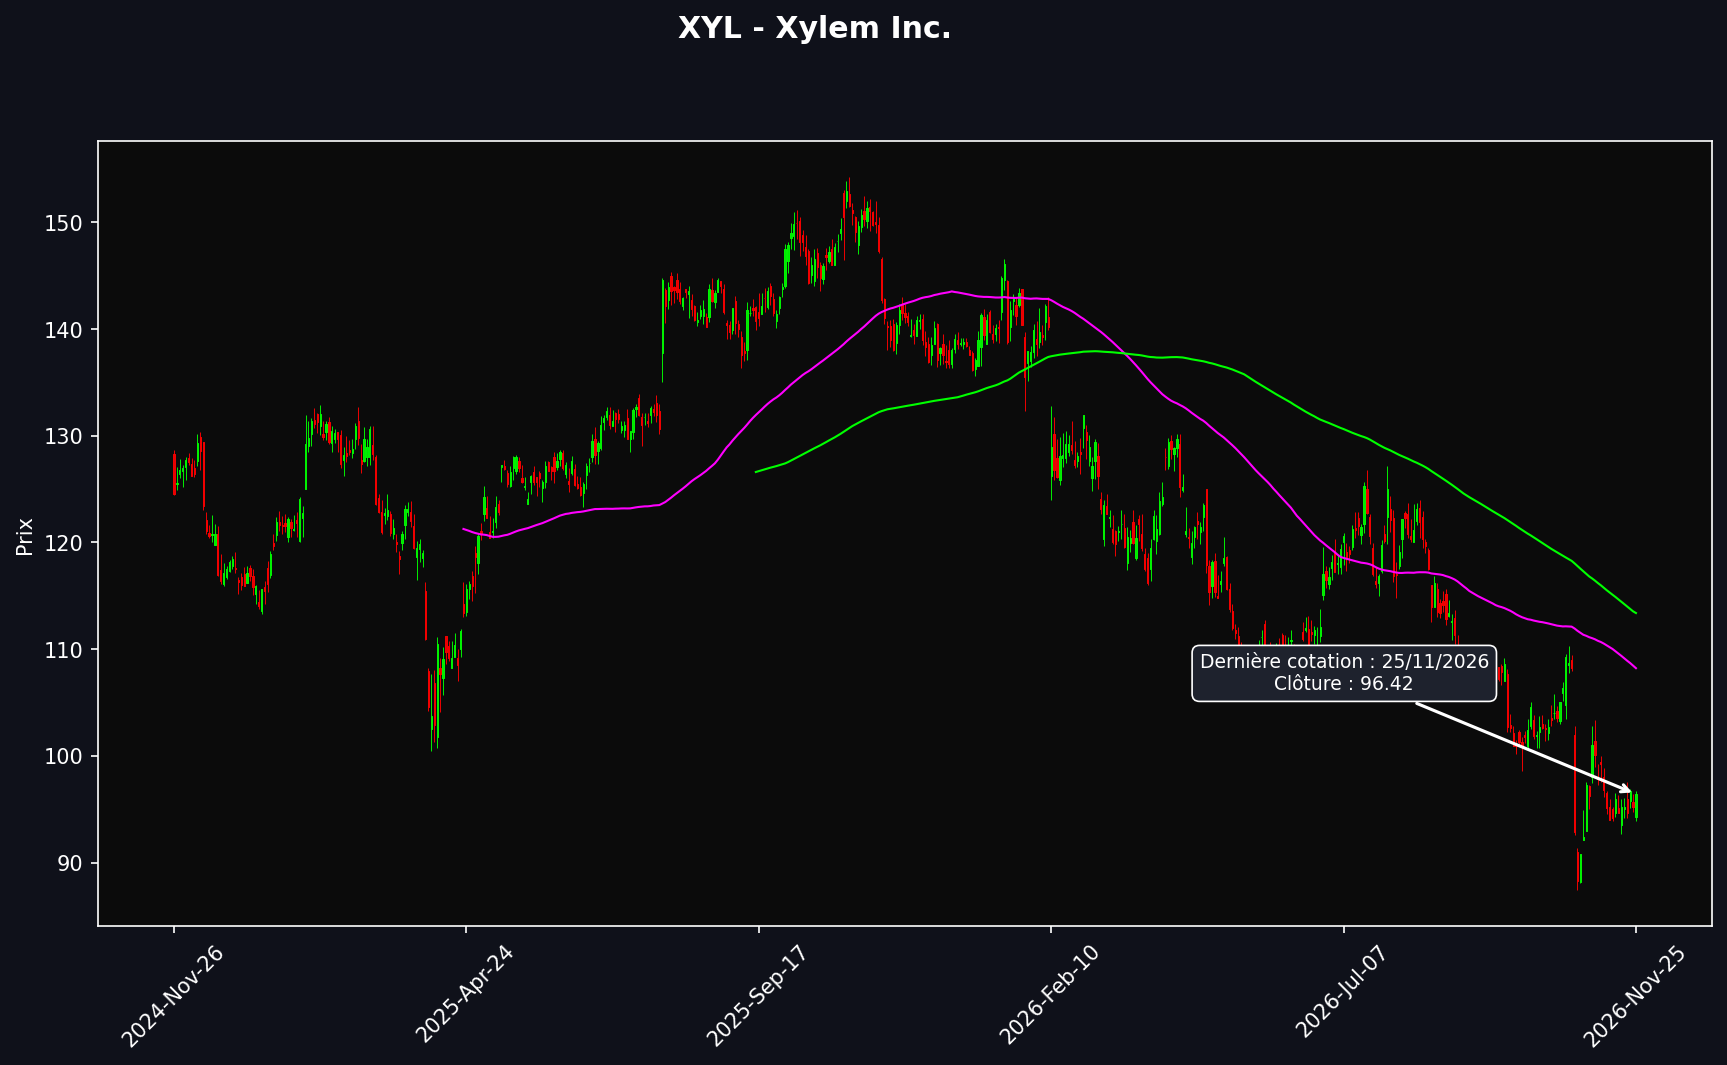 XYL - Xylem Inc.
Prix
150
140
130
120
110
100
90
Dernière cotation : 25/11/2026
Clôture : 96.42
2024-Nov-26
2025-Apr-24
2025-Sep-17
2026-Feb-10
2026-Jul-07
2026-Nov-25